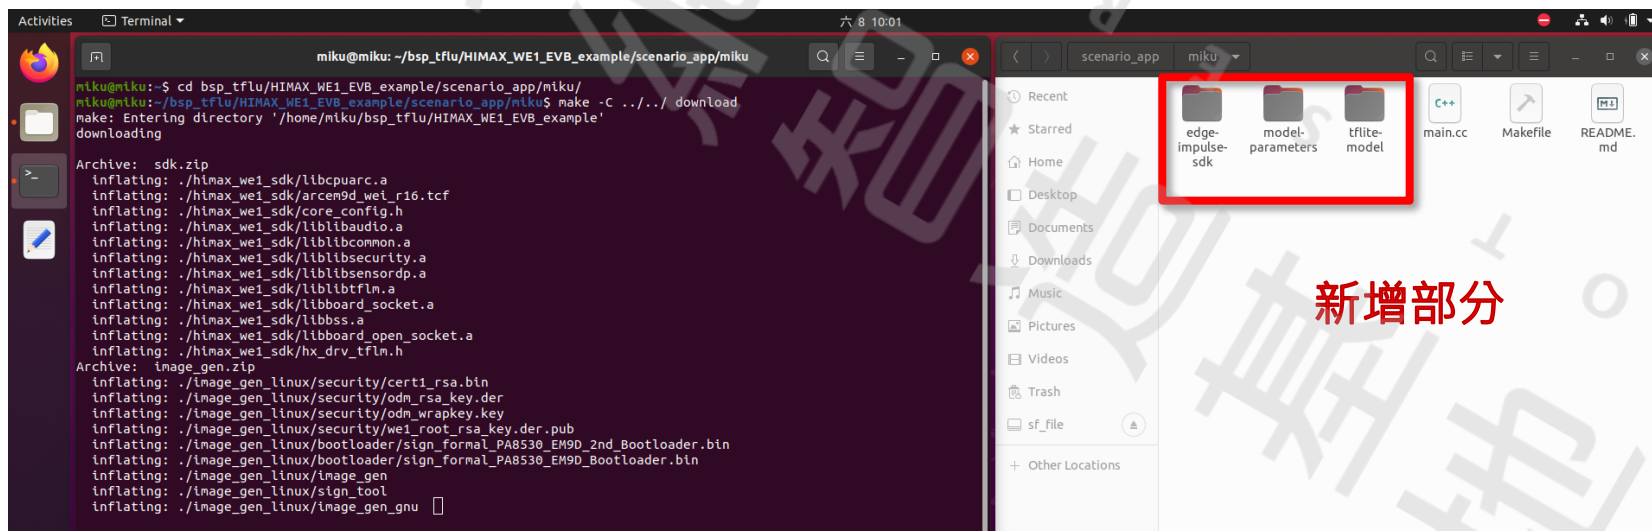 Activities
Terminal
六 8 10:01
miku@miku: ~/bsp_tflu/HIMAX_WE1_EVB_example/scenario_app/miku
miku@miku:~$ cd bsp_tflu/HIMAX_WE1_EVB_example/scenario_app/miku/
miku@miku:~/bsp_tflu/HIMAX_WE1_EVB_example/scenario_app/miku$ make -C ../../ download
make: Entering directory '/home/miku/bsp_tflu/HIMAX_WE1_EVB_example'
downloading
Archive:  sdk.zip
inflating: ./himax_we1_sdk/libcpuarc.a
inflating: ./himax_we1_sdk/arcem9d_wei_r16.tcf
inflating: ./himax_we1_sdk/core_config.h
inflating: ./himax_we1_sdk/liblibaudio.a
inflating: ./himax_we1_sdk/liblibcommon.a
inflating: ./himax_we1_sdk/liblibsecurity.a
inflating: ./himax_we1_sdk/liblibsensordp.a
inflating: ./himax_we1_sdk/liblibtflm.a
inflating: ./himax_we1_sdk/libboard_socket.a
inflating: ./himax_we1_sdk/libbss.a
inflating: ./himax_we1_sdk/libboard_open_socket.a
inflating: ./himax_we1_sdk/hx_drv_tflm.h
Archive:  image_gen.zip
inflating: ./image_gen_linux/security/cert1_rsa.bin
inflating: ./image_gen_linux/security/odm_rsa_key.der
inflating: ./image_gen_linux/security/odm_wrapkey.key
inflating: ./image_gen_linux/security/we1_root_rsa_key.der.pub
inflating: ./image_gen_linux/bootloader/sign_formal_PA8530_EM9D_2nd_Bootloader.bin
inflating: ./image_gen_linux/bootloader/sign_formal_PA8530_EM9D_Bootloader.bin
inflating: ./image_gen_linux/image_gen
inflating: ./image_gen_linux/sign_tool
inflating: ./image_gen_linux/image_gen_gnu
scenario_app
miku
Recent
Starred
Home
Desktop
Documents
Downloads
Music
Pictures
Videos
Trash
sf_file
+ Other Locations
edge-
impulse-
sdk
model-
parameters
tflite-
model
C++
main.cc
Makefile
README.
md
新增部分